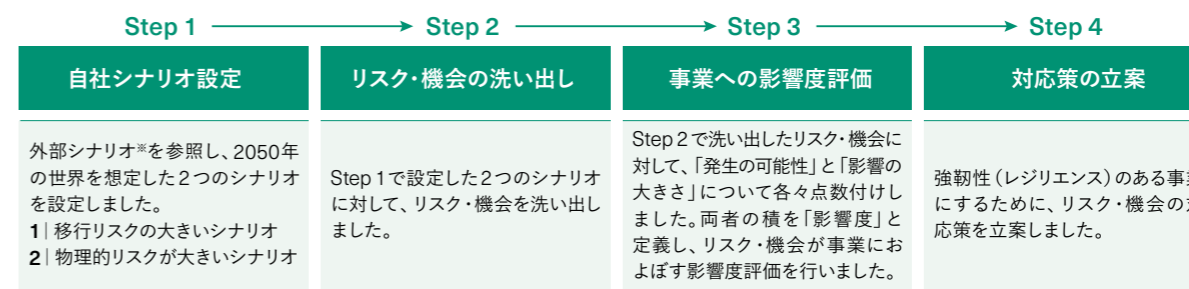 Step 1
Step 2
Step 3
Step 4
自社シナリオ設定
リスク・機会の洗い出し
事業への影響度評価
対応策の立案
外部シナリオ※を参照し、2050年
の世界を想定した2つのシナリオ
を設定しました。
1｜移行リスクの大きいシナリオ
2｜物理的リスクが大きいシナリオ
Step 1で設定した2つのシナリオ
に対して、リスク・機会を洗い出し
ました。
Step 2で洗い出したリスク・機会に
対して、「発生の可能性」と「影響の
大きさ」について各々点数付けし
ました。両者の積を「影響度」と
定義し、リスク・機会が事業にお
よぼす影響度評価を行いました。
強靭性（レジリエンス）のある事
にするために、リスク・機会の
応策を立案しました。